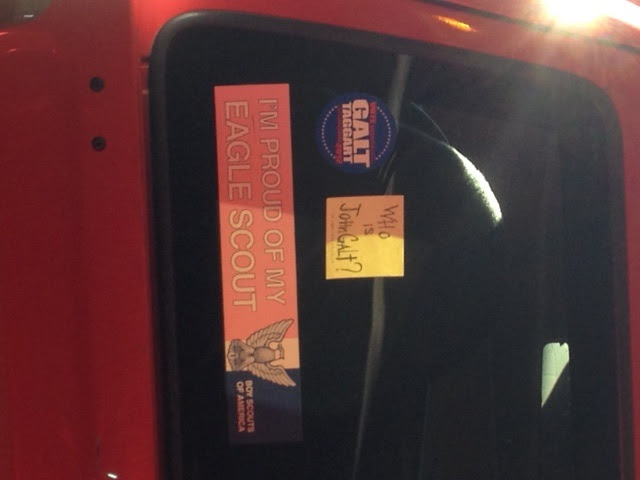 I'M PROUD OF MY
EAGLE SCOUT
BOY SCOUTS
OF AMERICA
GALT
TAGGART
Who
is
John GALT?